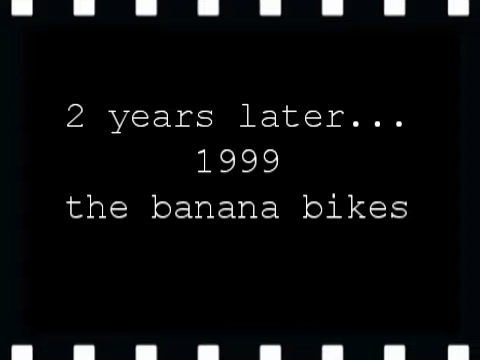 2 years later...
1999
the banana bikes